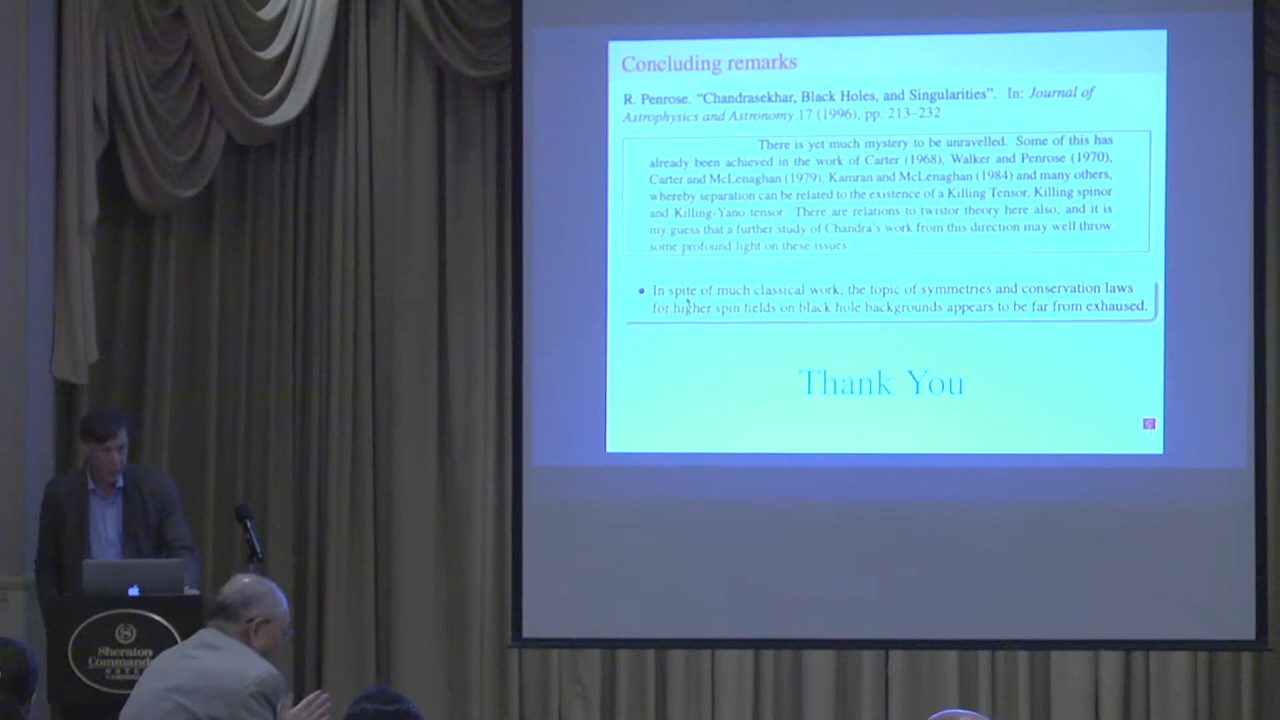 Concluding remarks
R. Penrose. "Chandrasekhar, Black Holes, and Singularities". In: Journal of
Astrophysics and Astronomy 17 (1996), pp. 213–232
There is yet much mystery to be unravelled. Some of this has
already been achieved in the work of Carter (1968), Walker and Penrose (1970),
Carter and McLenaghan (1979), Kamran and McLenaghan (1984) and many others,
whereby separation can be related to the existence of a Killing Tensor, Killing spinor
and Killing-Yano tensor. There are relations to twistor theory here also, and it is
my guess that a further study of Chandra's work from this direction may well throw
some profound light on these issues
• In spite of much classical work, the topic of symmetries and conservation laws
for higher spin fields on black hole backgrounds appears to be far from exhaused.
Thank You
S
Sheraton
Command
HOTEL